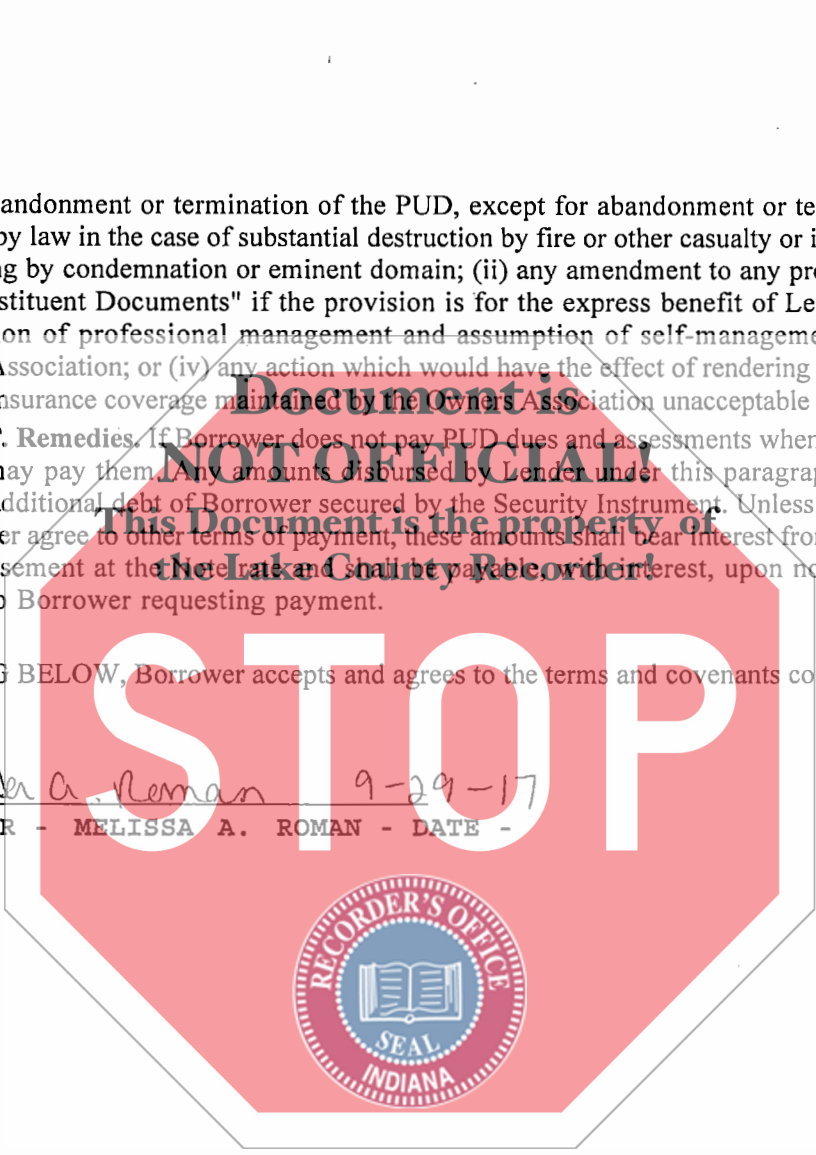 andonment or termination of the PUD, except for abandonment or te
by law in the case of substantial destruction by fire or other casualty or i
ng by condemnation or eminent domain; (ii) any amendment to any pro
stituent Documents" if the provision is for the express benefit of Le
on of professional management and assumption of self-manageme
Association; or (iv) any action which would have the effect of rendering
nsurance coverage maintained by the Owners Association unacceptable
Document is
. Remedies. If Borrower does not pay PUD dues and assessments when
NOT OFFICIAL!
may pay them. Any amounts disbursed by Lender under this paragrap
dditional debt of Borrower secured by the Security Instrument. Unless
This Document is the property of
er agree to other terms of payment, these amounts shall bear interest fro
sement at the Note rate and shall be payable, with interest, upon no
the Lake County Recorder!
o Borrower requesting payment.
STOP
G BELOW, Borrower accepts and agrees to the terms and covenants co
A. Roman 9-29-17
R - MELISSA A. ROMAN - DATE -
RECORDER'S OFFICE
SEAL
INDIANA